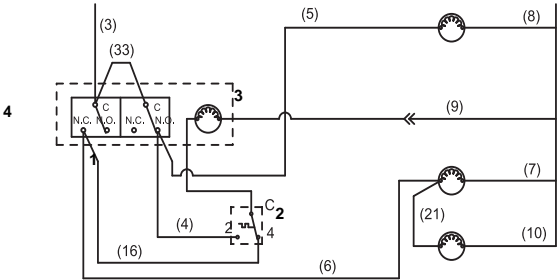 (3)
(5)
(8)
(33)
3
4
C
C
N.C.
N.O.
N.C.
N.O.
(9)
1
(7)
C
2
(21)
(4)
2
4
(10)
(16)
(6)